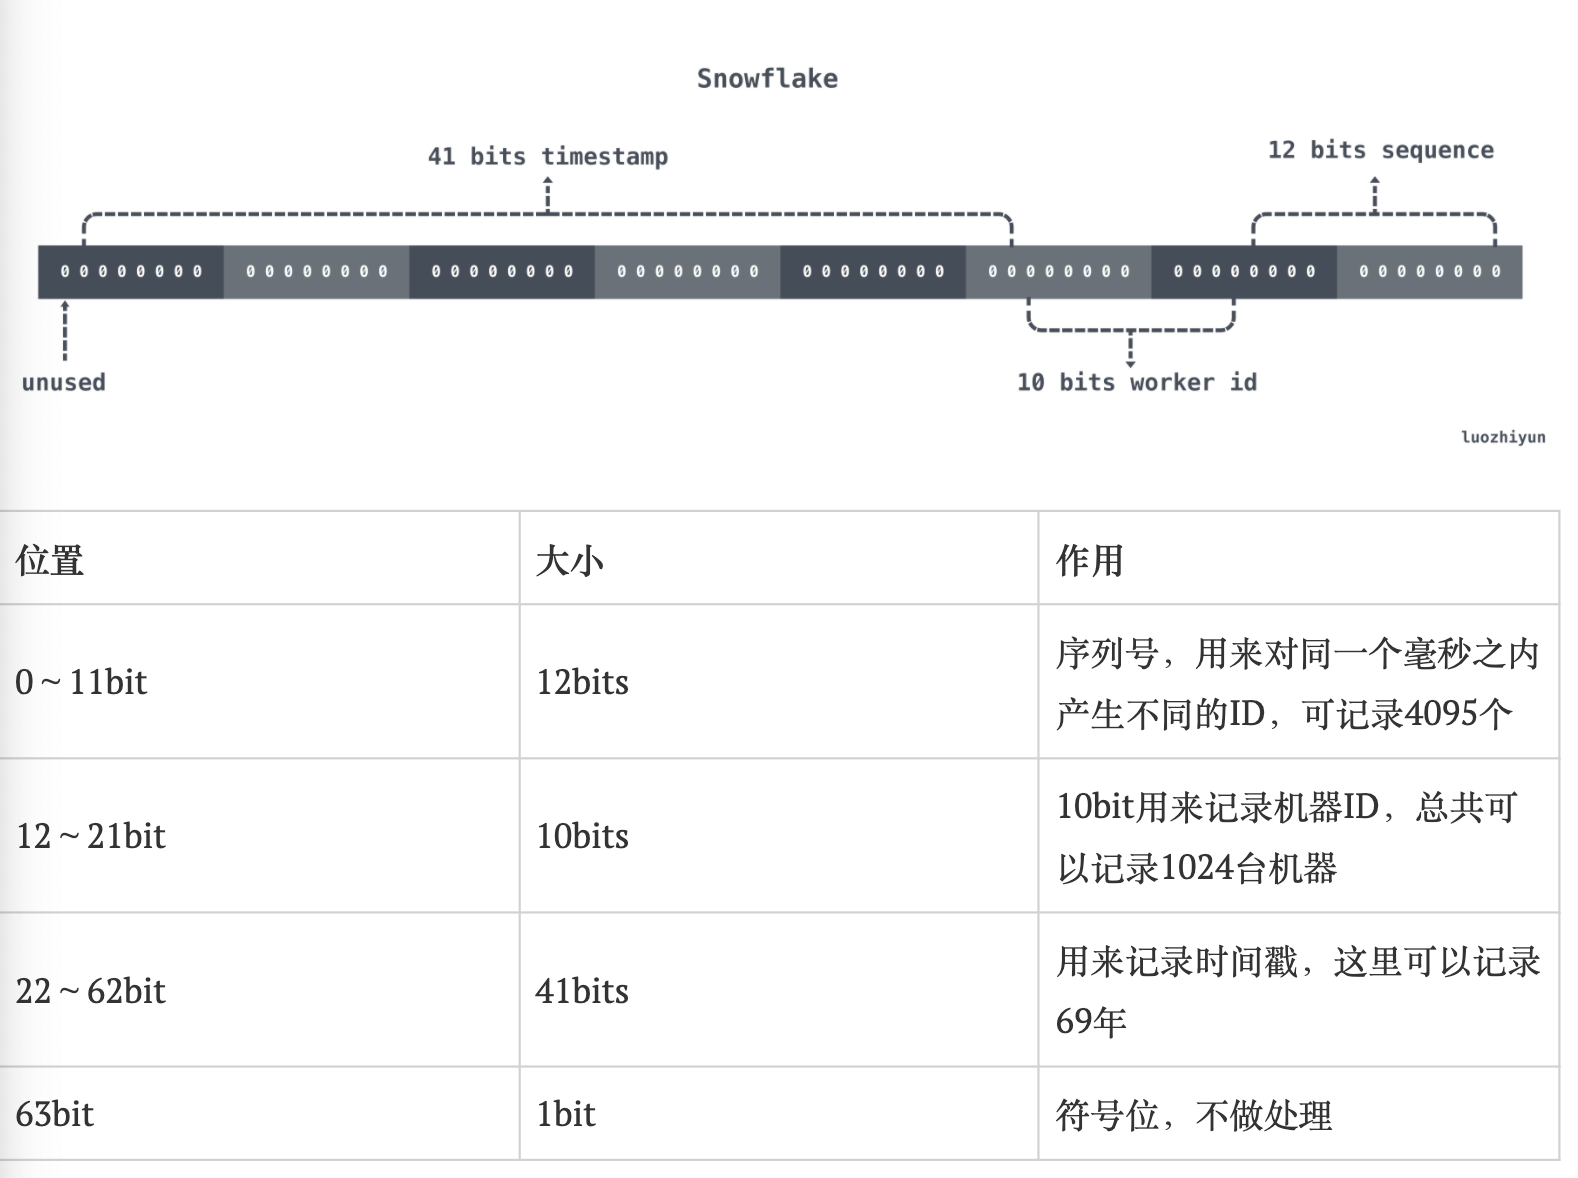 Snowflake
41 bits timestamp
12 bits sequence
0 0 0 0 0 0 0 0 0 0 0 0 0 0 0 0 0 0 0 0 0 0 0 0 0 0 0 0 0 0 0 0 0 0 0 0 0 0 0 0 0 0 0 0 0 0 0 0 0 0 0 0 0 0 0 0 0 0 0 0 0 0 0 0
unused
10 bits worker id
luozhiyun
位置 大小 作用
0 ~ 11bit 12bits 序列号，用来对同一个毫秒之内
产生不同的ID，可记录4095个
12 ~ 21bit 10bits 10bit用来记录机器ID，总共可
以记录1024台机器
22 ~ 62bit 41bits 用来记录时间戳，这里可以记录
69年
63bit 1bit 符号位，不做处理